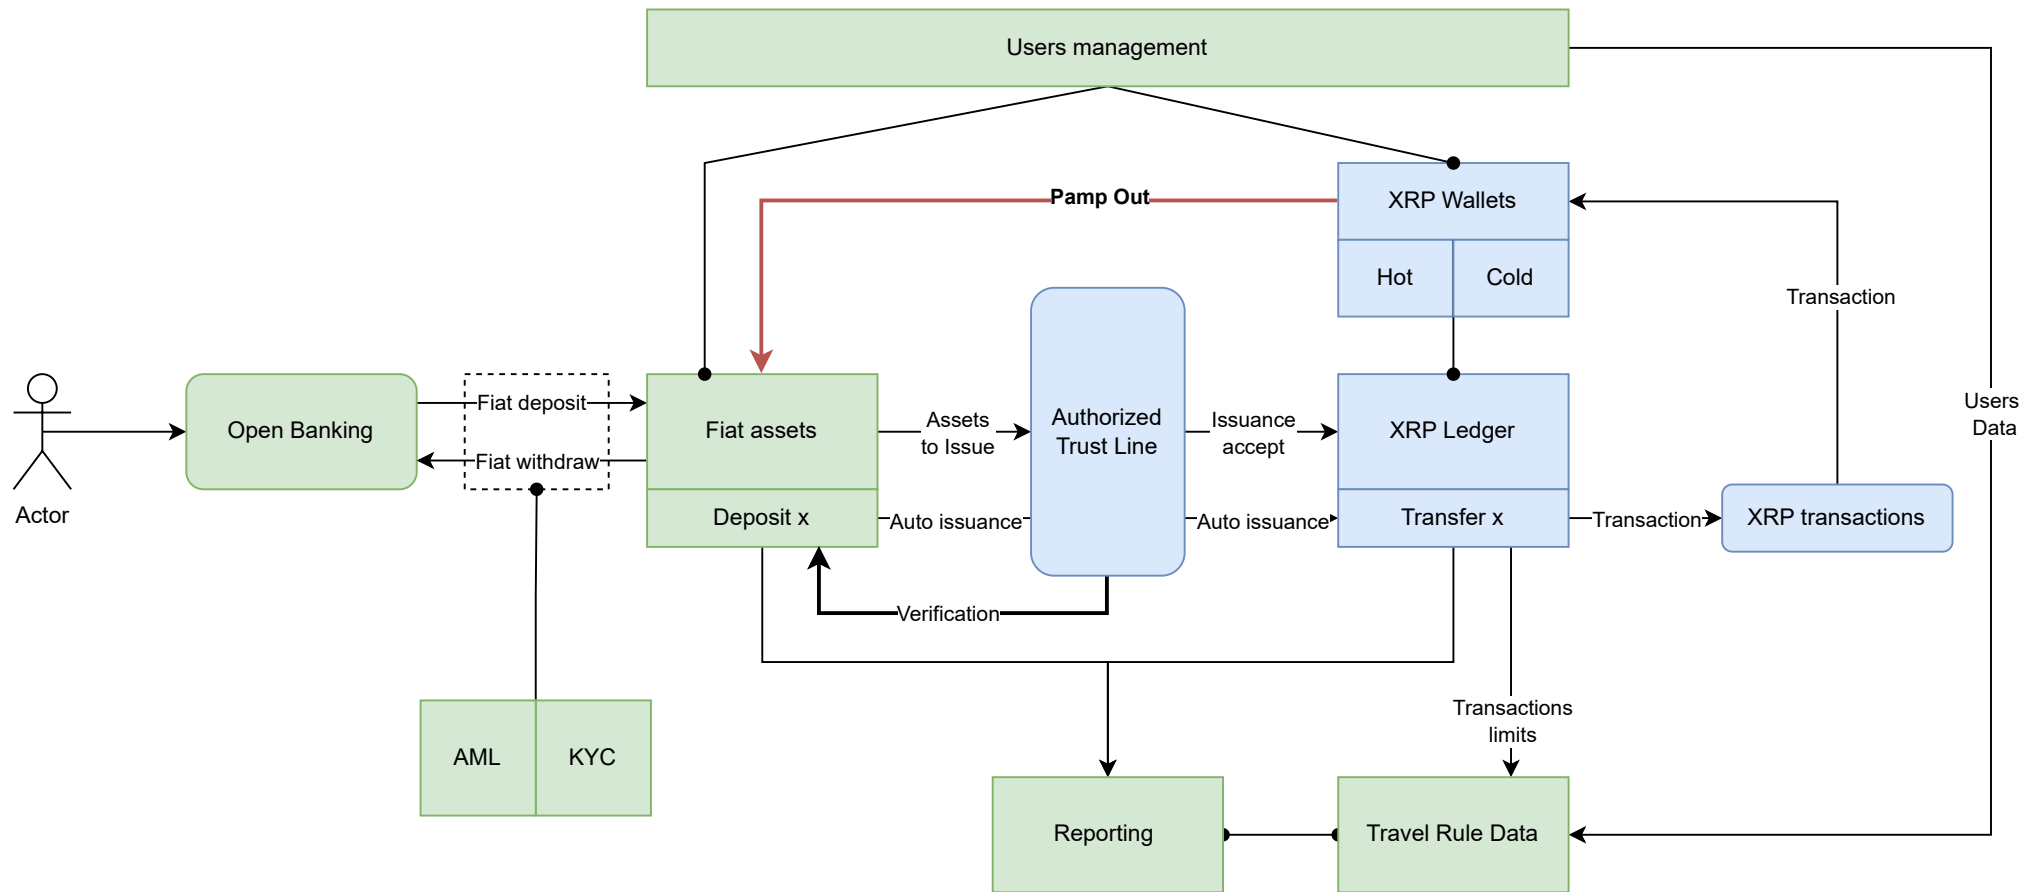 Users management
Pamp Out
XRP Wallets
Hot
Cold
Transaction
Users
Data
Actor
Open Banking
Fiat deposit
Fiat withdraw
Fiat assets
Assets
to Issue
Authorized
Trust Line
Issuance
accept
XRP Ledger
Deposit x
Auto issuance
Auto issuance
Transfer x
Transaction
XRP transactions
Verification
Transactions
limits
AML
KYC
Reporting
Travel Rule Data